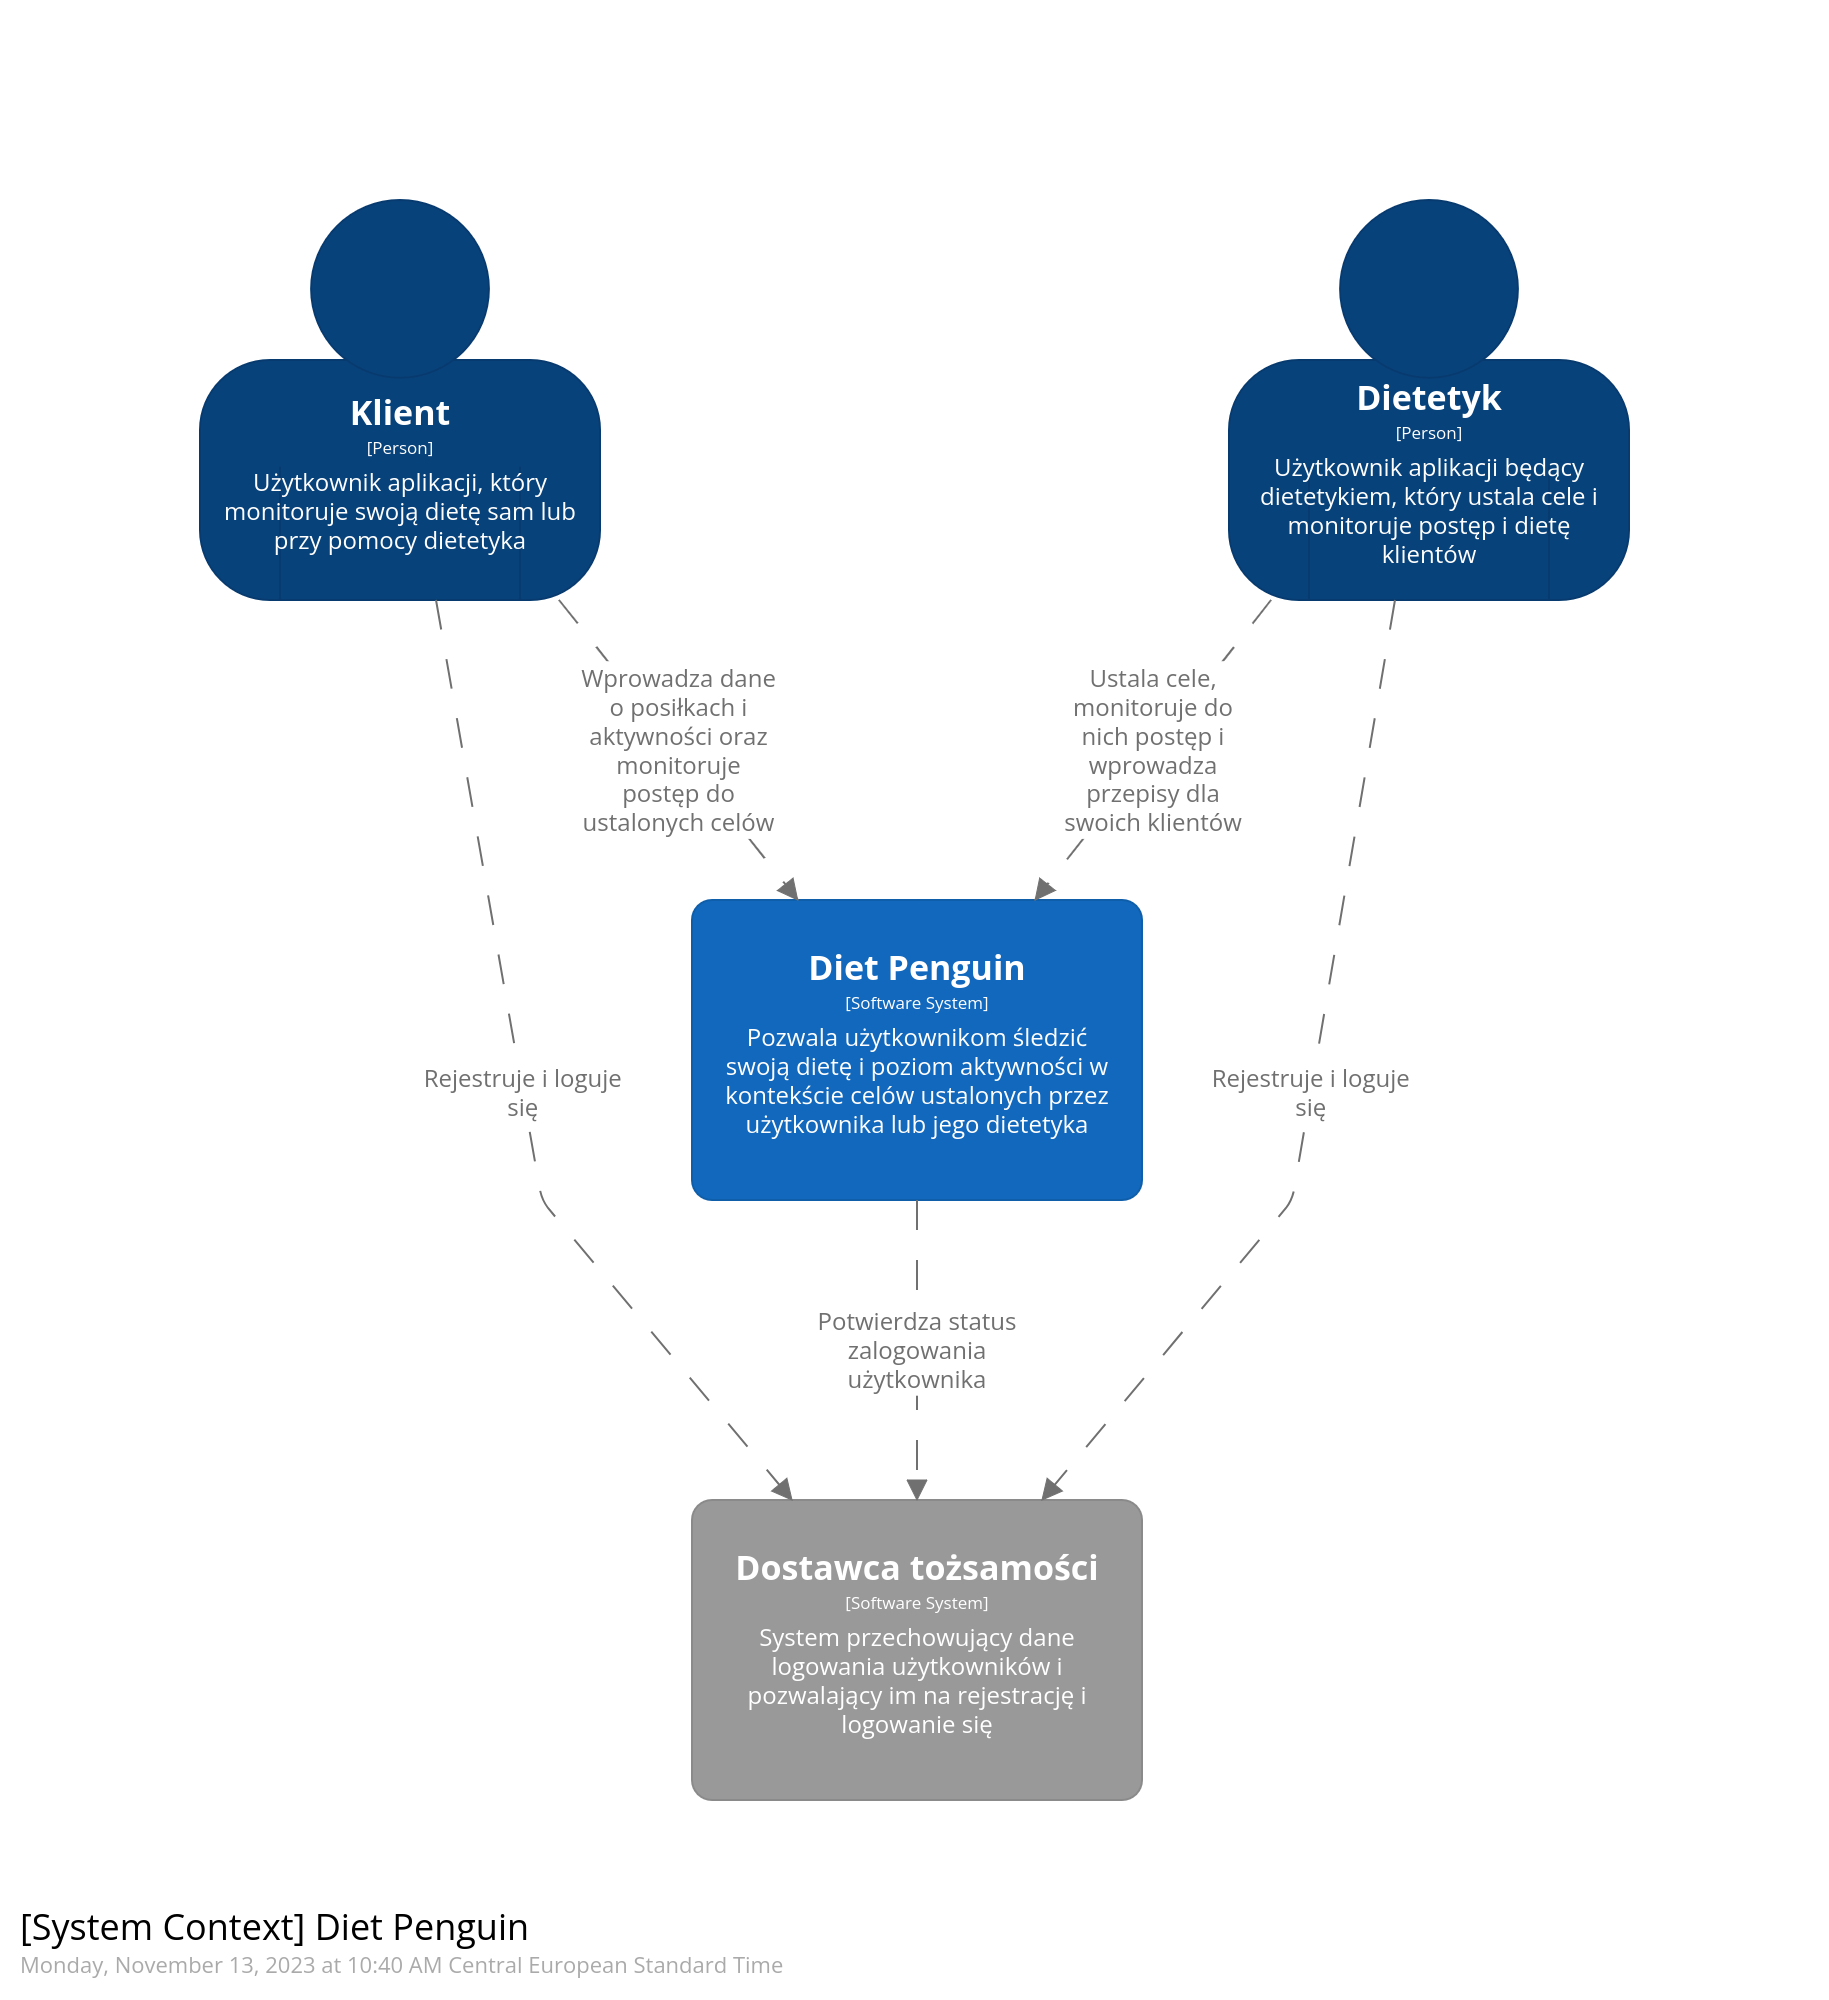 Klient
[Person]
Użytkownik aplikacji, który
monitoruje swoją dietę sam lub
przy pomocy dietetyka
Dietetyk
[Person]
Użytkownik aplikacji będący
dietetykiem, który ustala cele i
monitoruje postęp i dietę
klientów
Wprowadza dane
o posiłkach i
aktywności oraz
monitoruje
postęp do
ustalonych celów
Ustala cele,
monitoruje do
nich postęp i
wprowadza
przepisy dla
swoich klientów
Diet Penguin
[Software System]
Pozwala użytkownikom śledzić
swoją dietę i poziom aktywności w
kontekście celów ustalonych przez
użytkownika lub jego dietetyka
Rejestruje i loguje
się
Rejestruje i loguje
się
Potwierdza status
zalogowania
użytkownika
Dostawca tożsamości
[Software System]
System przechowujący dane
logowania użytkowników i
pozwalający im na rejestrację i
logowanie się
[System Context] Diet Penguin
Monday, November 13, 2023 at 10:40 AM Central European Standard Time